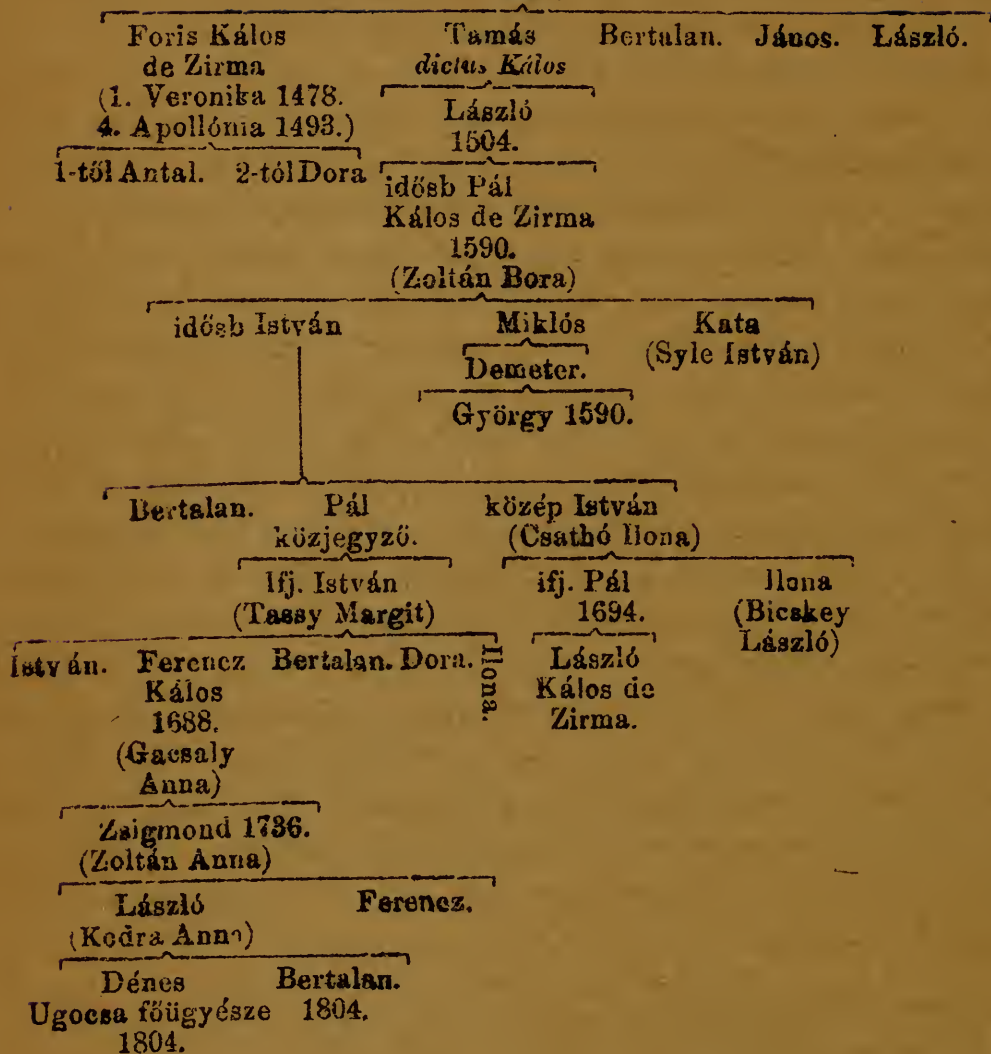 Foris Kálos Tamás Bertalan. János. László.
de Zirma dictus Kálos
(1. Veronika 1478. László
4. Apollónia 1493.) 1504.
1-től Antal. 2-tól Dora idősb Pál
Kálos de Zirma
1590.
(Zoltán Bora)
idősb István Miklós Kata
Demeter. (Syle István)
György 1590.
Bertalan. Pál közép István
közjegyző. (Csathó Ilona)
Ifj. István ifj. Pál Ilona
(Tassy Margit) 1694. (Bicskey
László)
István. Ferencz Bertalan. Dora. Ilona. László
Kálos Kálos de
1688. Zirma.
(Gacsaly
Anna)
Zsigmond 1736.
(Zoltán Anna)
László Ferencz.
(Kodra Anna)
Dénes Bertalan.
Ugocsa főügyésze 1804.
1804.